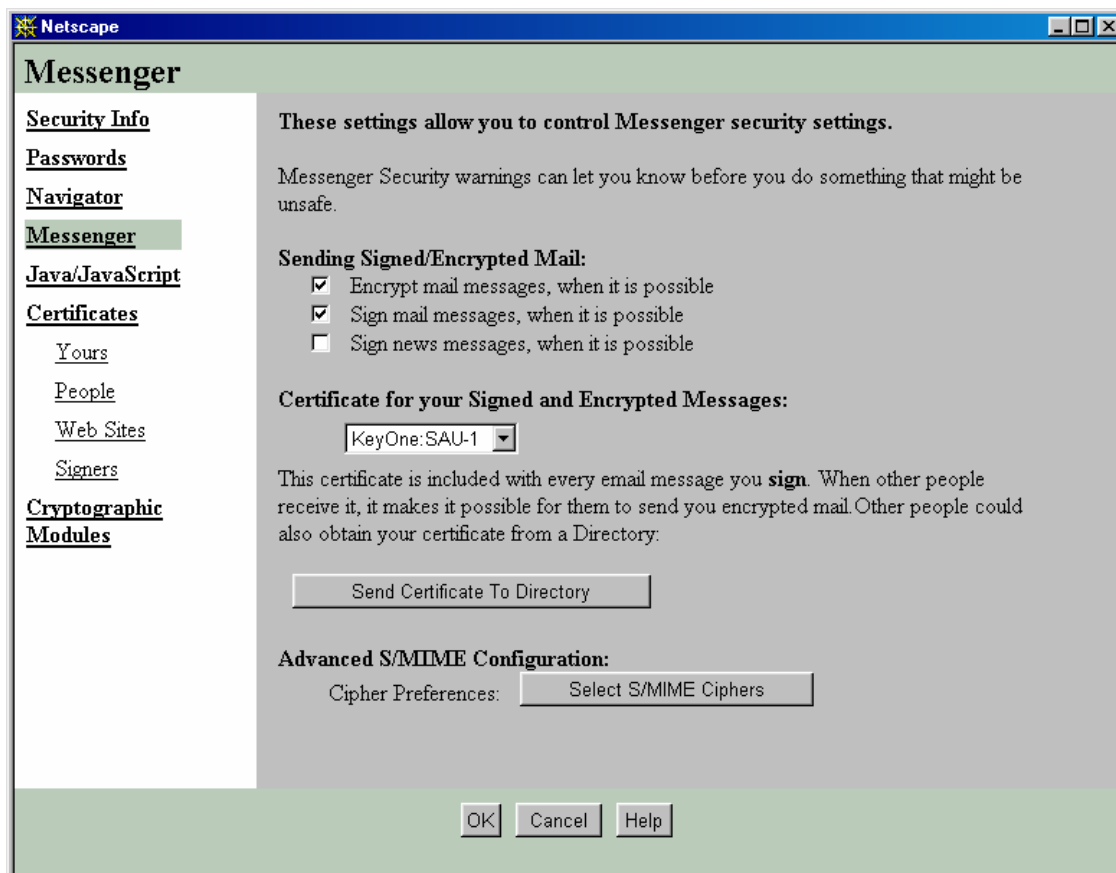 Netscape
Messenger
Security Info
Passwords
Navigator
Messenger
Java/JavaScript
Certificates
Yours
People
Web Sites
Signers
Cryptographic
Modules
These settings allow you to control Messenger security settings.
Messenger Security warnings can let you know before you do something that might be
unsafe.
Sending Signed/Encrypted Mail:
Encrypt mail messages, when it is possible
Sign mail messages, when it is possible
Sign news messages, when it is possible
Certificate for your Signed and Encrypted Messages:
KeyOne:SAU-1
This certificate is included with every email message you sign. When other people
receive it, it makes it possible for them to send you encrypted mail.Other people could
also obtain your certificate from a Directory:
Send Certificate To Directory
Advanced S/MIME Configuration:
Cipher Preferences: Select S/MIME Ciphers
OK Cancel Help